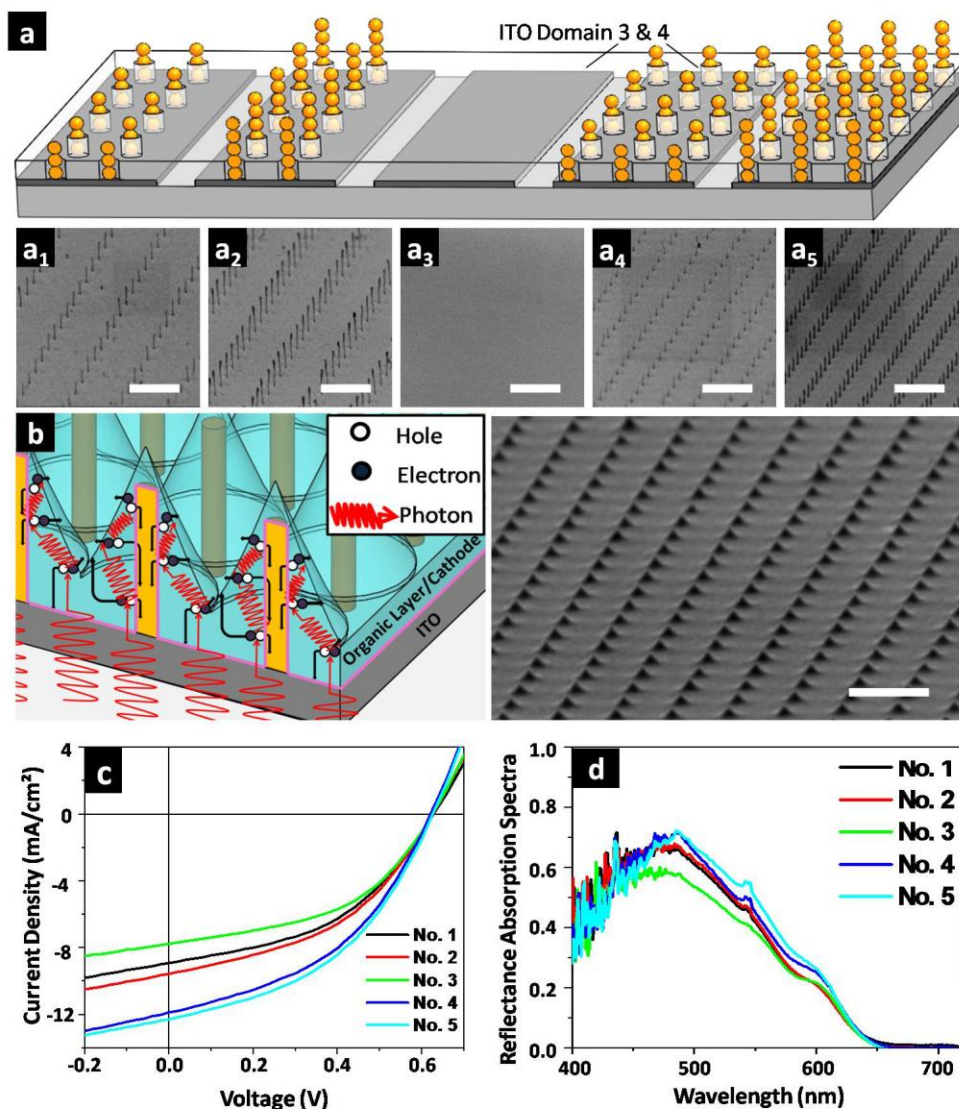 a
ITO Domain 3 & 4
a1
a2
a3
a4
a5
b
Hole
Electron
Photon
Organic Layer/Cathode
ITO
c
4
0
-4
-8
-12
-0.2
0.0
0.2
0.4
0.6
Current Density (mA/cm²)
Voltage (V)
No. 1
No. 2
No. 3
No. 4
No. 5
d
1.0
0.8
0.6
0.4
0.2
0.0
400
500
600
700
Reflectance Absorption Spectra
Wavelength (nm)
No. 1
No. 2
No. 3
No. 4
No. 5